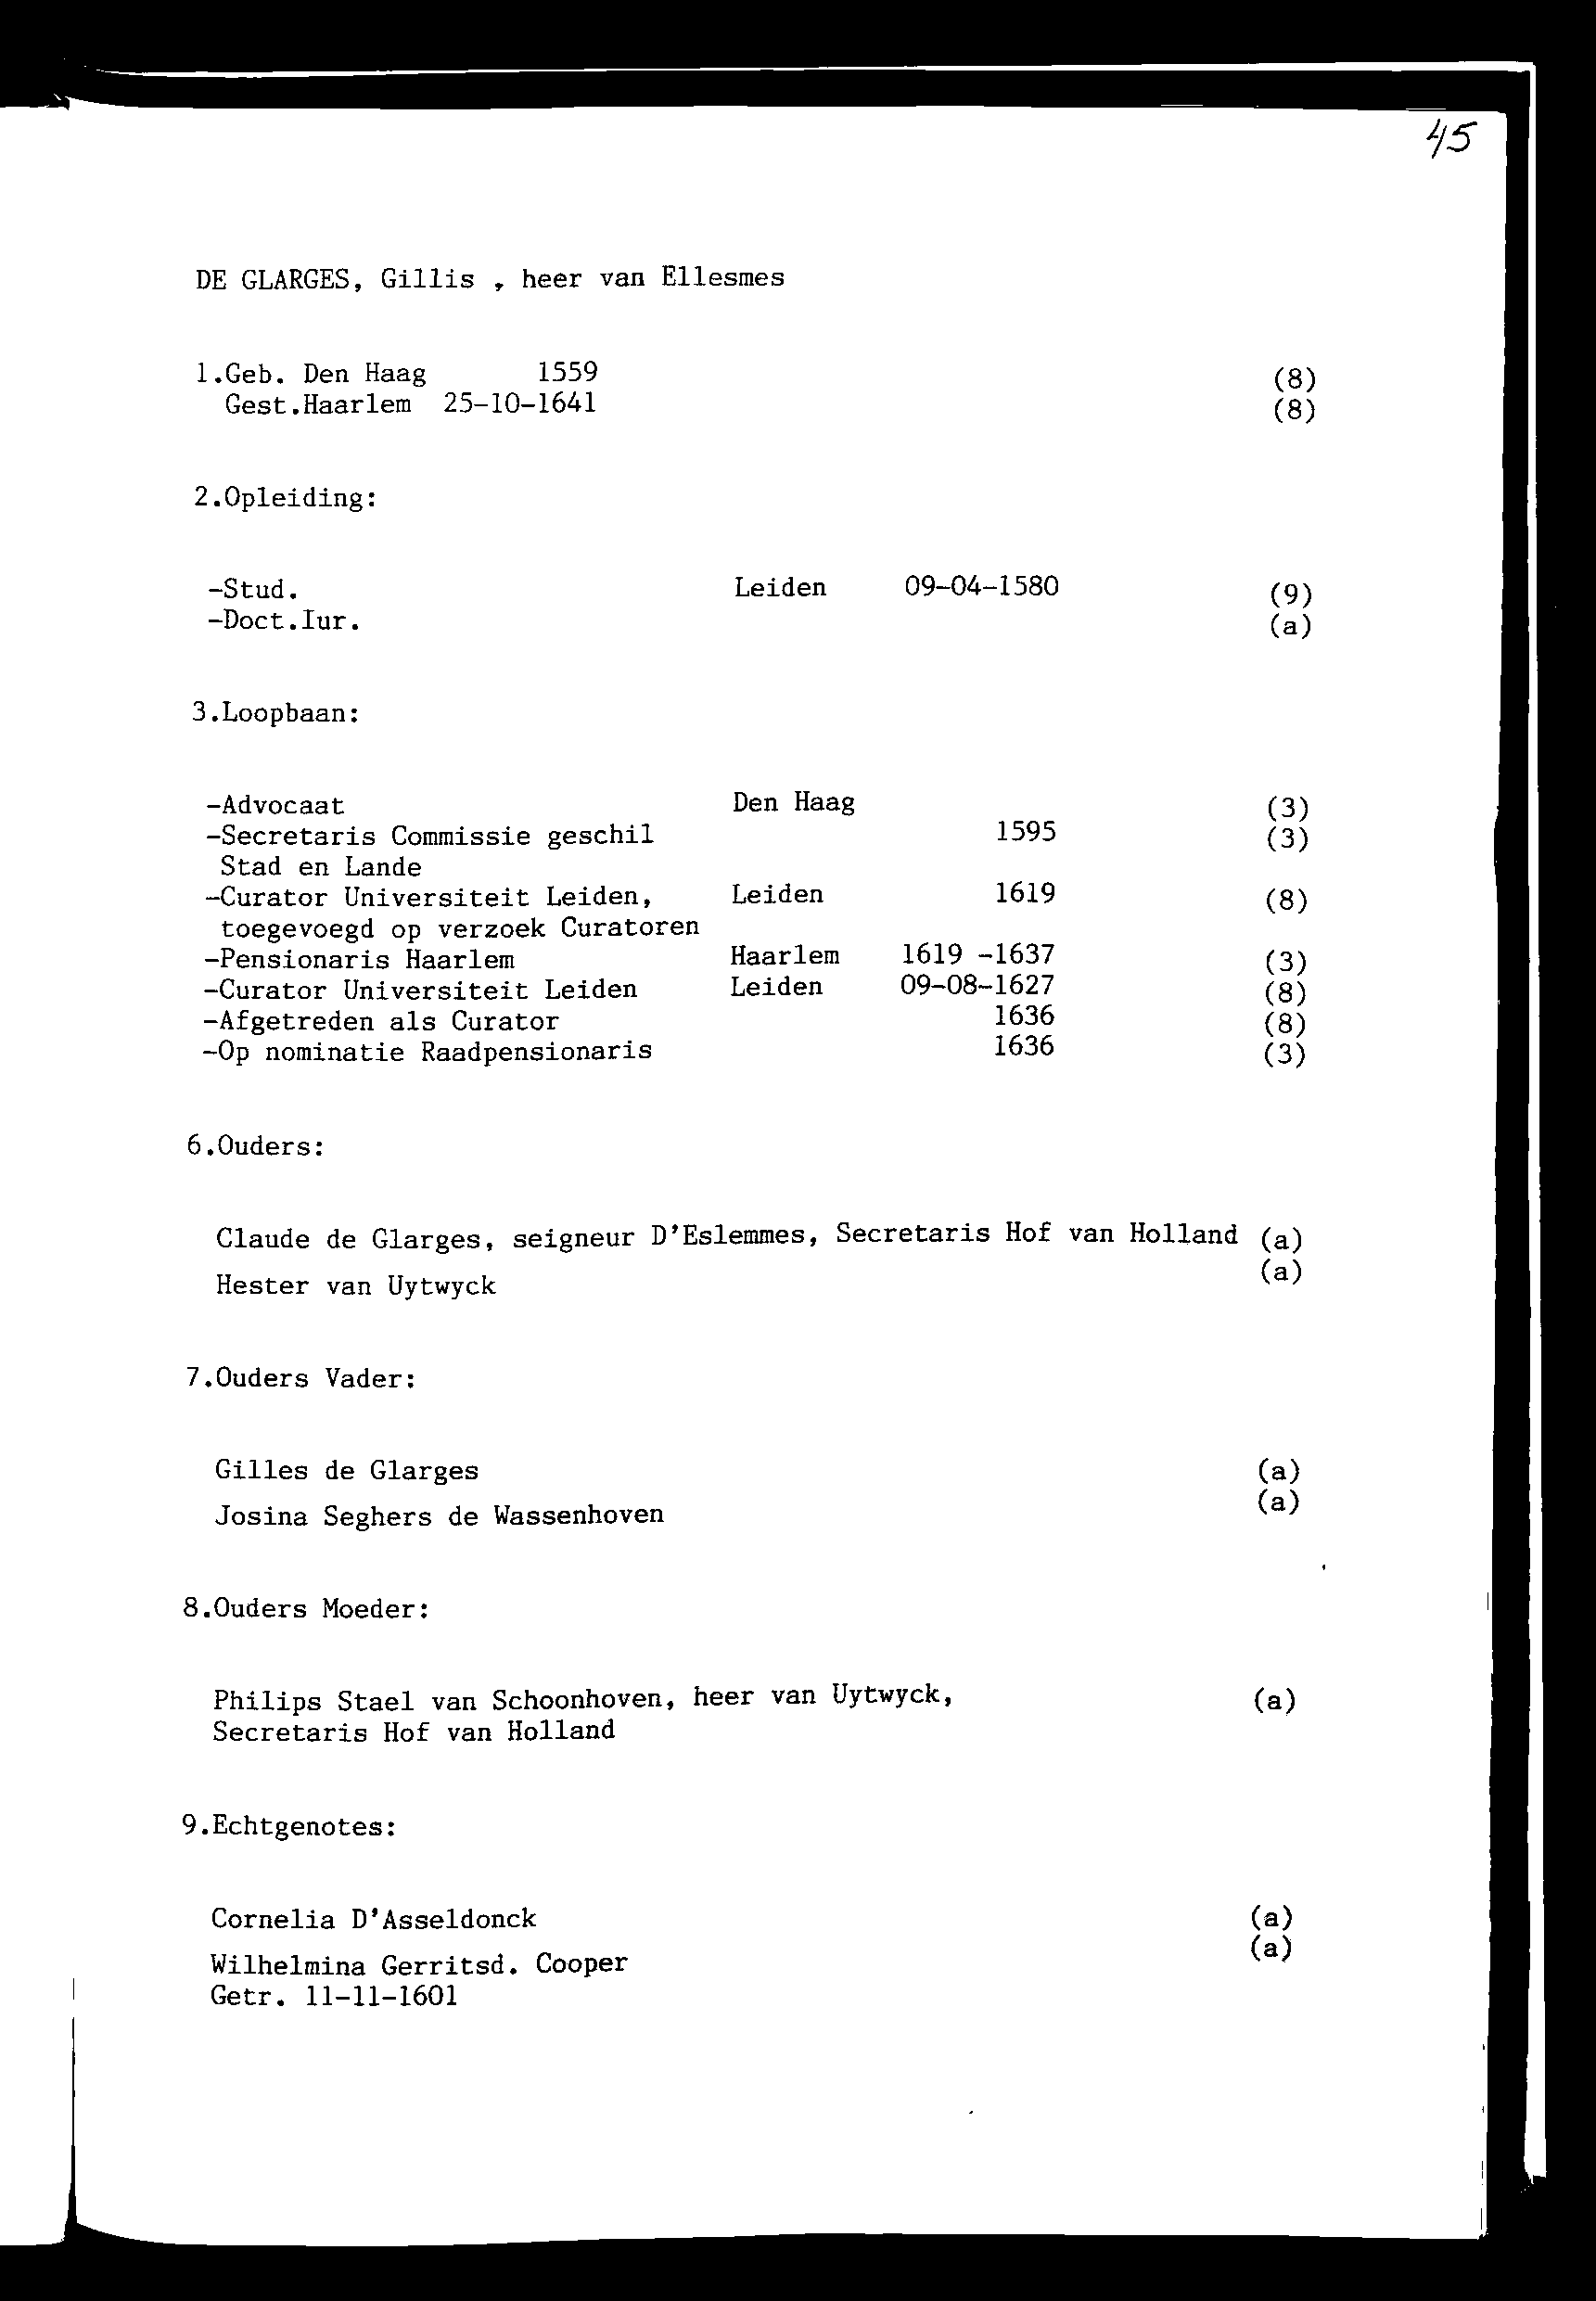 45
DE GLARGES, Gillis , heer van Ellesmes
1.Geb. Den Haag 1559 (8)
Gest.Haarlem 25-10-1641 (8)
2.Opleiding:
-Stud. Leiden 09-04-1580 (9)
-Doct.Iur. (a)
3.Loopbaan:
-Advocaat Den Haag (3)
-Secretaris Commissie geschil 1595 (3)
Stad en Lande
-Curator Universiteit Leiden, Leiden 1619 (8)
toegevoegd op verzoek Curatoren
-Pensionaris Haarlem Haarlem 1619 -1637 (3)
-Curator Universiteit Leiden Leiden 09-08-1627 (8)
-Afgetreden als Curator 1636 (8)
-Op nominatie Raadpensionaris 1636 (3)
6.Ouders:
Claude de Glarges, seigneur D'Eslemmes, Secretaris Hof van Holland (a)
Hester van Uytwyck (a)
7.Ouders Vader:
Gilles de Glarges (a)
Josina Seghers de Wassenhoven (a)
8.Ouders Moeder:
Philips Stael van Schoonhoven, heer van Uytwyck, (a)
Secretaris Hof van Holland
9.Echtgenotes:
Cornelia D'Asseldonck (a)
Wilhelmina Gerritsd. Cooper (a)
Getr. 11-11-1601